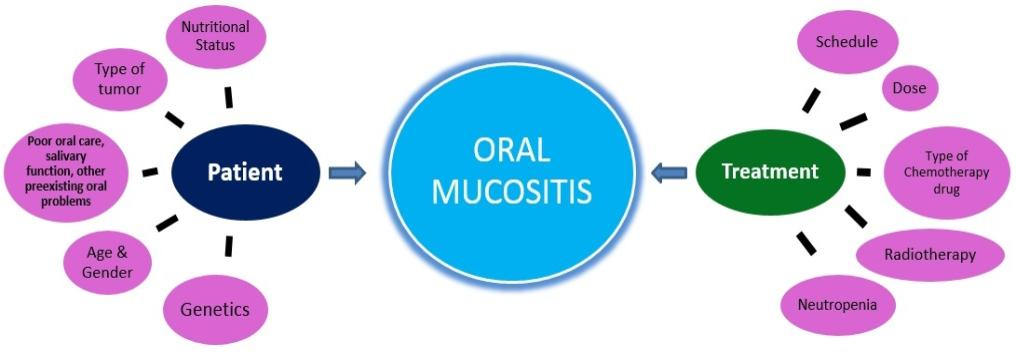 Nutritional
Status
Type of
tumor
Poor oral care,
salivary
function, other
preexisting oral
problems
Age &
Gender
Genetics
Patient
ORAL
MUCOSITIS
Treatment
Schedule
Dose
Type of
Chemotherapy
drug
Radiotherapy
Neutropenia